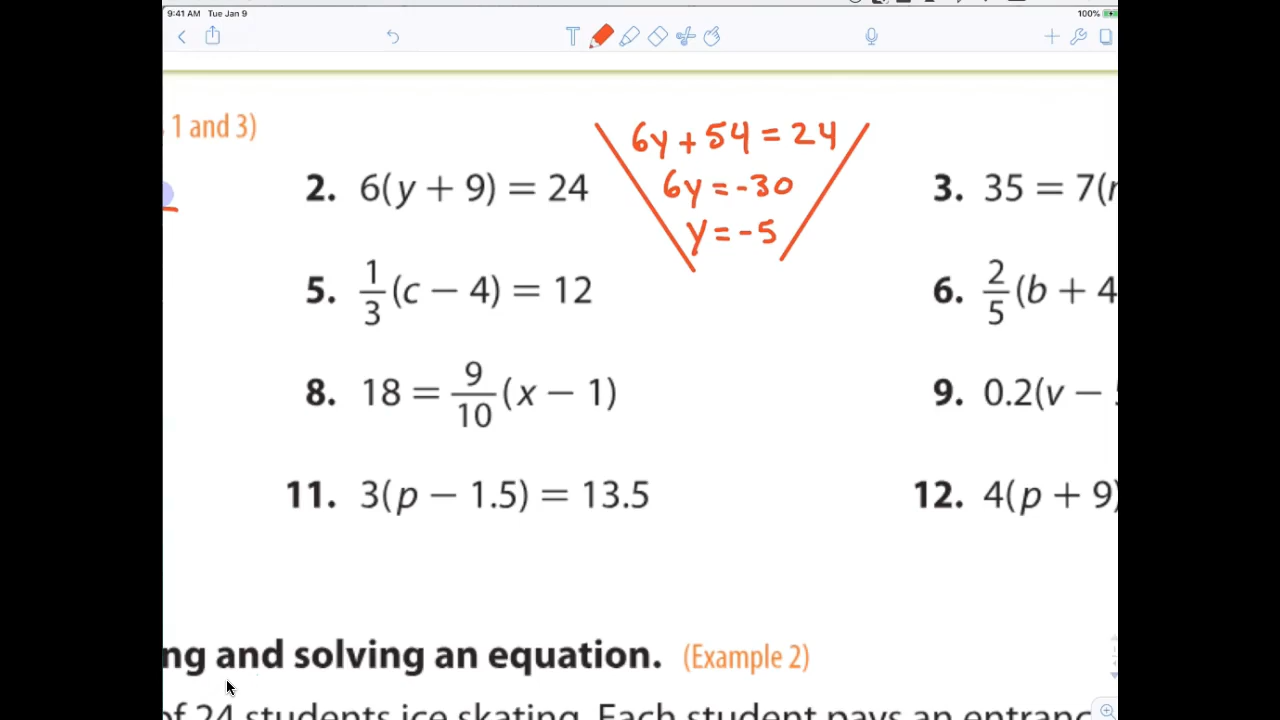 9:41 AM Tue Jan 9
100%
T
1 and 3)
6y + 54 = 24
2. 6(y + 9) = 24
6y = -30
3. 35 = 7(
y = -5
5. 1/3 (c − 4) = 12
6. 2/5 (b + 4
8. 18 = 9/10 (x − 1)
9. 0.2(v −
11. 3(p − 1.5) = 13.5
12. 4(p + 9)
ng and solving an equation. (Example 2)
of 24 students ice skating. Each student pays an entranc